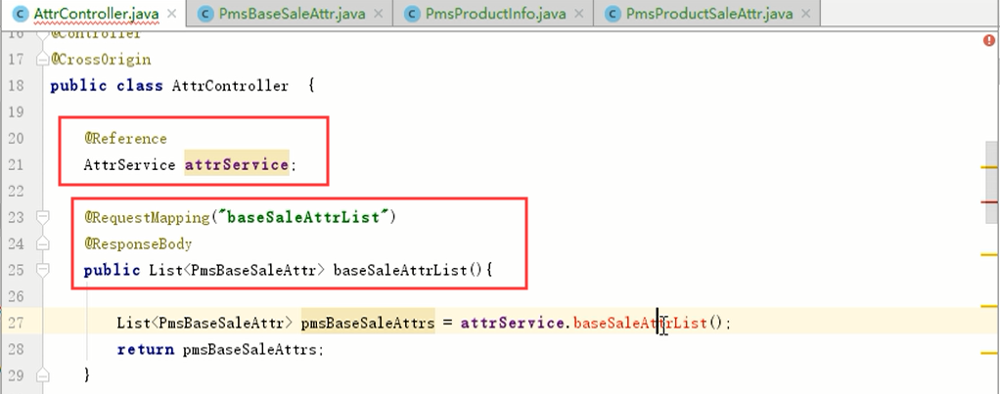 AttrController.java × PmsBaseSaleAttr.java × PmsProductInfo.java × PmsProductSaleAttr.java ×
16 @Controller
17 @CrossOrigin
18 public class AttrController {
19
20 @Reference
21 AttrService attrService;
22
23 @RequestMapping("baseSaleAttrList")
24 @ResponseBody
25 public List<PmsBaseSaleAttr> baseSaleAttrList(){
26
27 List<PmsBaseSaleAttr> pmsBaseSaleAttrs = attrService.baseSaleAttrList();
28 return pmsBaseSaleAttrs;
29 }